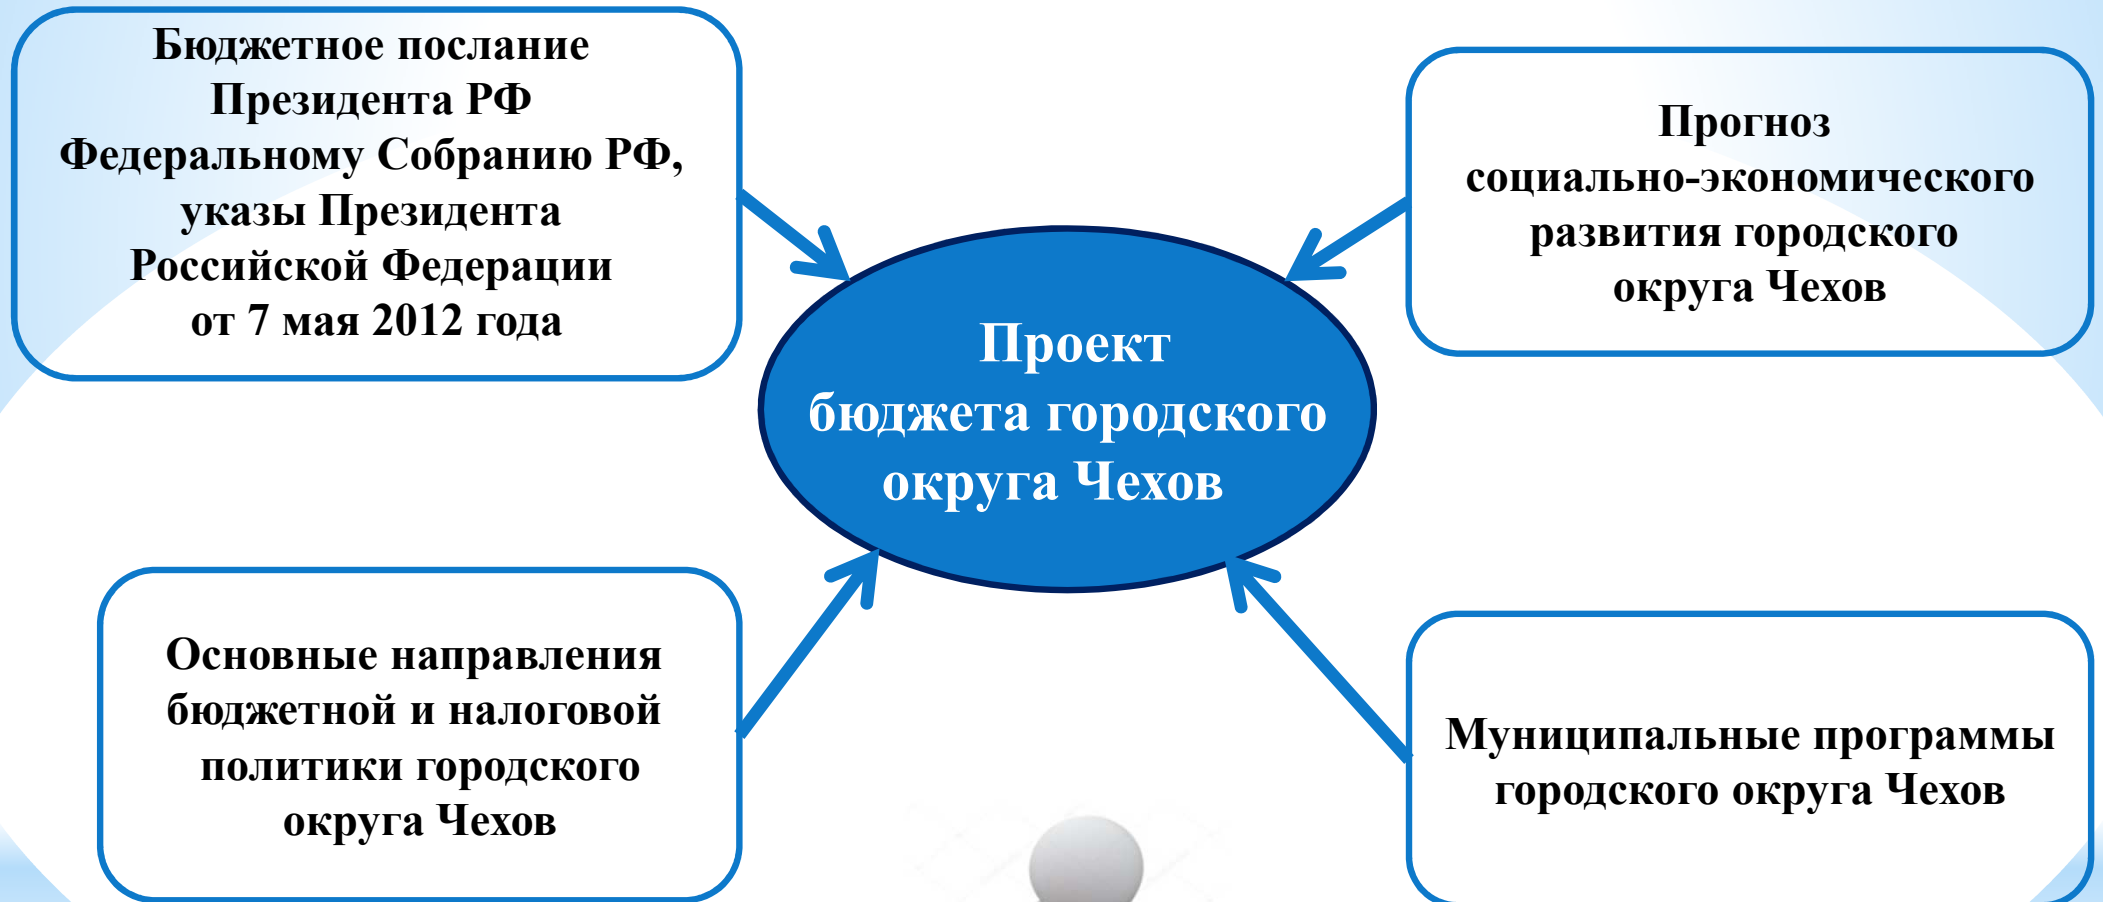 Бюджетное послание
Президента РФ
Федеральному Собранию РФ,
указы Президента
Российской Федерации
от 7 мая 2012 года
Прогноз
социально-экономического
развития городского
округа Чехов
Проект
бюджета городского
округа Чехов
Основные направления
бюджетной и налоговой
политики городского
округа Чехов
Муниципальные программы
городского округа Чехов